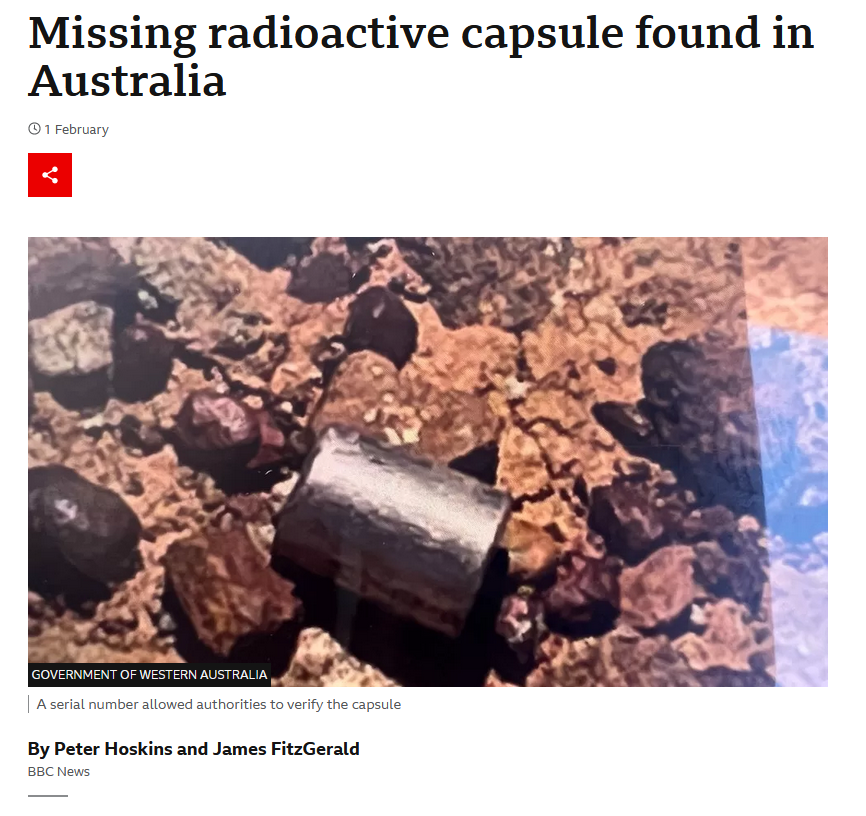 Missing radioactive capsule found in
Australia
1 February
GOVERNMENT OF WESTERN AUSTRALIA
A serial number allowed authorities to verify the capsule
By Peter Hoskins and James FitzGerald
BBC News